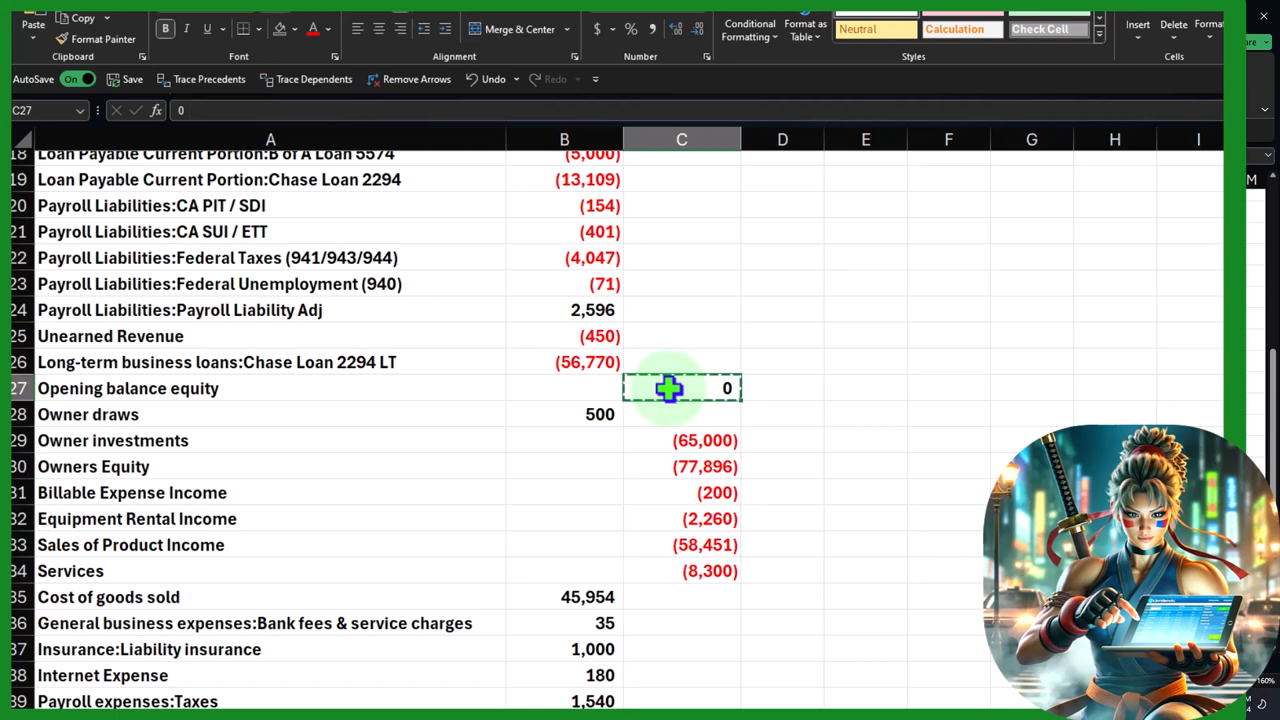 Paste
Copy
Format Painter
B I U A
Merge & Center
$ % ,
Conditional Formatting
Format as Table
Neutral Calculation Check Cell
Insert Delete
Clipboard Font Alignment Number Styles Cells
AutoSave On Save Trace Precedents Trace Dependents Remove Arrows Undo Redo
C27 fx 0
A B C D E F G H I
18 Loan Payable Current Portion:B of A Loan 5574 (5,000)
19 Loan Payable Current Portion:Chase Loan 2294 (13,109)
20 Payroll Liabilities:CA PIT / SDI (154)
21 Payroll Liabilities:CA SUI / ETT (401)
22 Payroll Liabilities:Federal Taxes (941/943/944) (4,047)
23 Payroll Liabilities:Federal Unemployment (940) (71)
24 Payroll Liabilities:Payroll Liability Adj 2,596
25 Unearned Revenue (450)
26 Long-term business loans:Chase Loan 2294 LT (56,770)
27 Opening balance equity 0
28 Owner draws 500
29 Owner investments (65,000)
30 Owners Equity (77,896)
31 Billable Expense Income (200)
32 Equipment Rental Income (2,260)
33 Sales of Product Income (58,451)
34 Services (8,300)
35 Cost of goods sold 45,954
36 General business expenses:Bank fees & service charges 35
37 Insurance:Liability insurance 1,000
38 Internet Expense 180
39 Payroll expenses:Taxes 1,540
M
160%